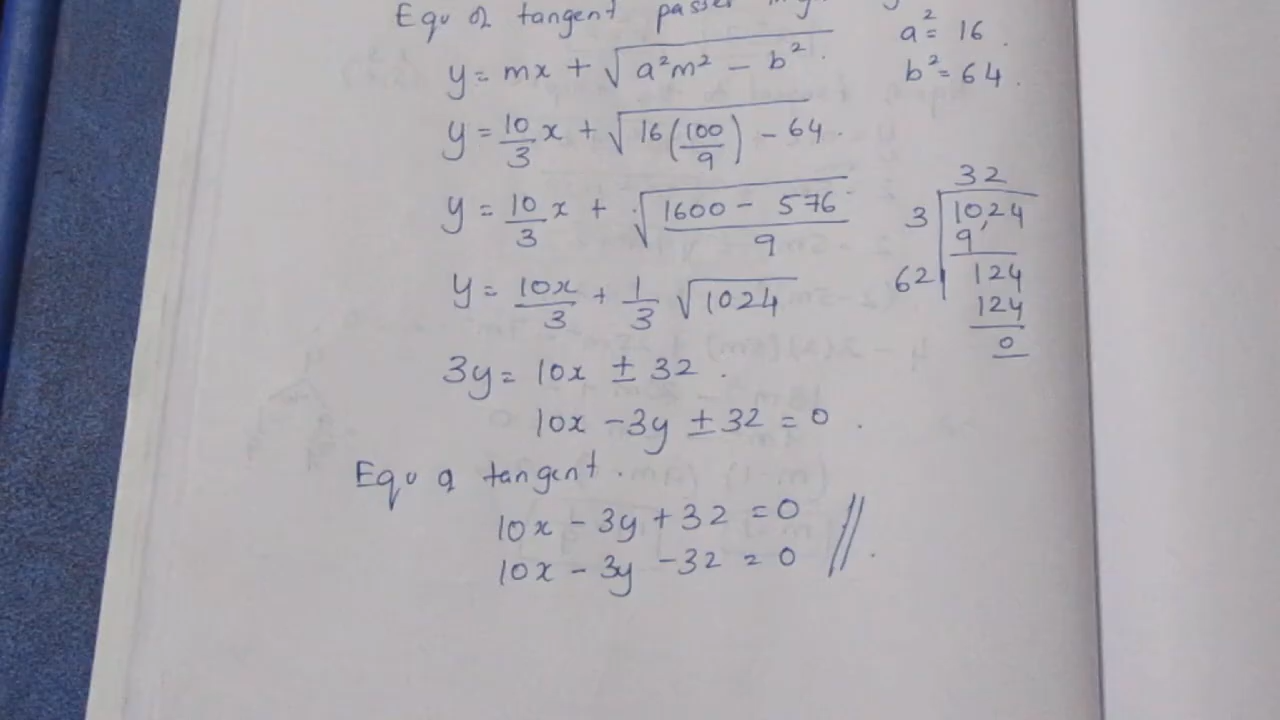 Equ of tangent passes
a² = 16
y = mx + √(a²m² - b²)
b² = 64
y = 10/3 x + √(16(100/9) - 64)
y = 10/3 x + √((1600 - 576)/9)
y = 10x/3 + 1/3 √1024
3y = 10x ± 32
10x - 3y ± 32 = 0
Equ of tangent.
10x - 3y + 32 = 0
10x - 3y - 32 = 0
32
3 1024
9
62 124
124
0